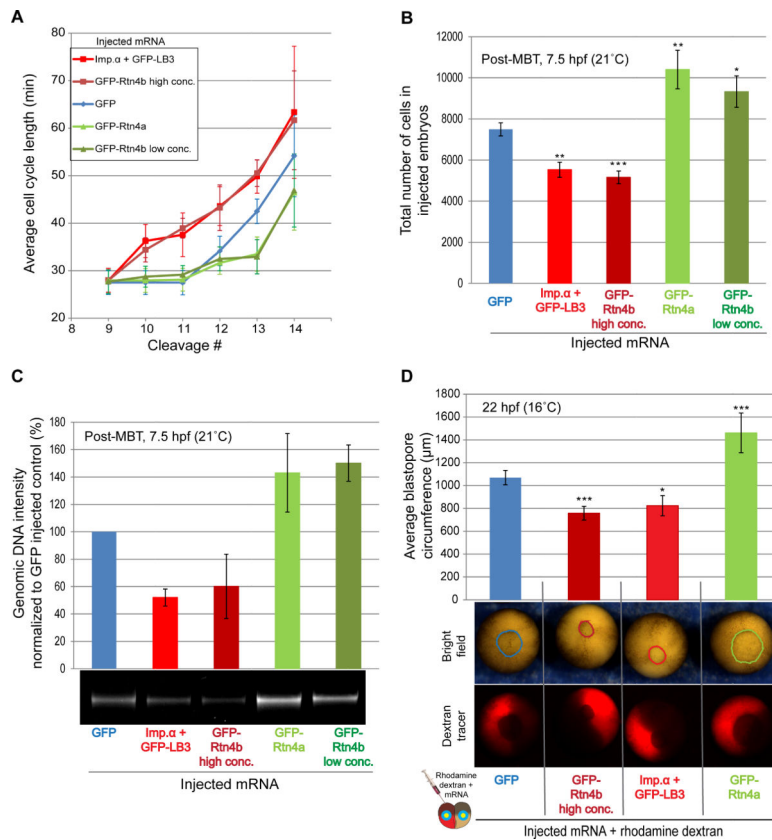 A
Injected mRNA
Imp.α + GFP-LB3
GFP-Rtn4b high conc.
GFP
GFP-Rtn4a
GFP-Rtn4b low conc.
Average cell cycle length (min)
80
70
60
50
40
30
20
8 9 10 11 12 13 14
Cleavage #
B
Post-MBT, 7.5 hpf (21˚C)
Total number of cells in
injected embryos
12000
10000
8000
6000
4000
2000
0
**
***
**
*
GFP
Imp.α +
GFP-LB3
GFP-
Rtn4b
high conc.
GFP-
Rtn4a
GFP-
Rtn4b
low conc.
Injected mRNA
C
Post-MBT, 7.5 hpf (21˚C)
Genomic DNA intensity
normalized to GFP injected control (%)
180
160
140
120
100
80
60
40
20
0
GFP
Imp.α +
GFP-LB3
GFP-
Rtn4b
high conc.
GFP-
Rtn4a
GFP-
Rtn4b
low conc.
Injected mRNA
D
22 hpf (16˚C)
Average blastopore
circumference (µm)
1800
1600
1400
1200
1000
800
600
400
200
0
***
*
***
Bright
field
Dextran
tracer
Rhodamine
dextran +
mRNA
GFP
GFP-
Rtn4b
high conc.
Imp.α +
GFP-LB3
GFP-
Rtn4a
Injected mRNA + rhodamine dextran